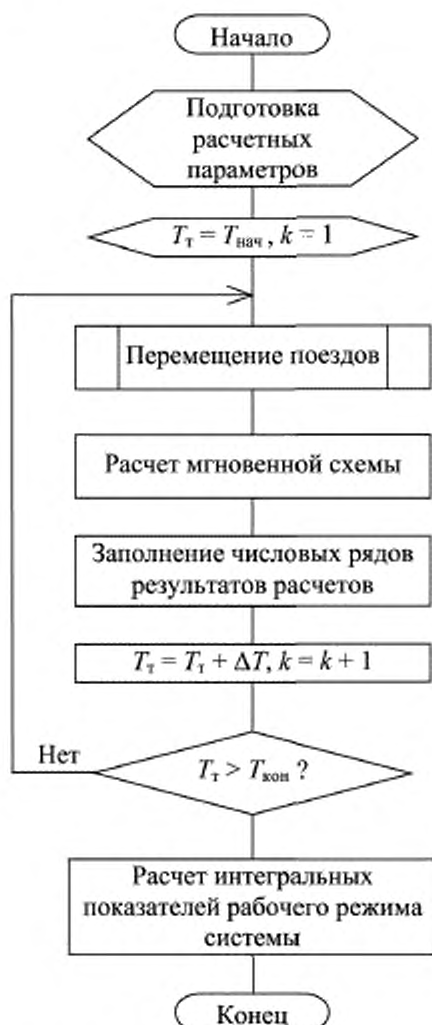 Начало
Подготовка
расчетных
параметров
Tт = Tнач , k = 1
Перемещение поездов
Расчет мгновенной схемы
Заполнение числовых рядов
результатов расчетов
Tт = Tт + ΔT, k = k + 1
Нет
Tт > Tкон ?
Расчет интегральных
показателей рабочего режима
системы
Конец